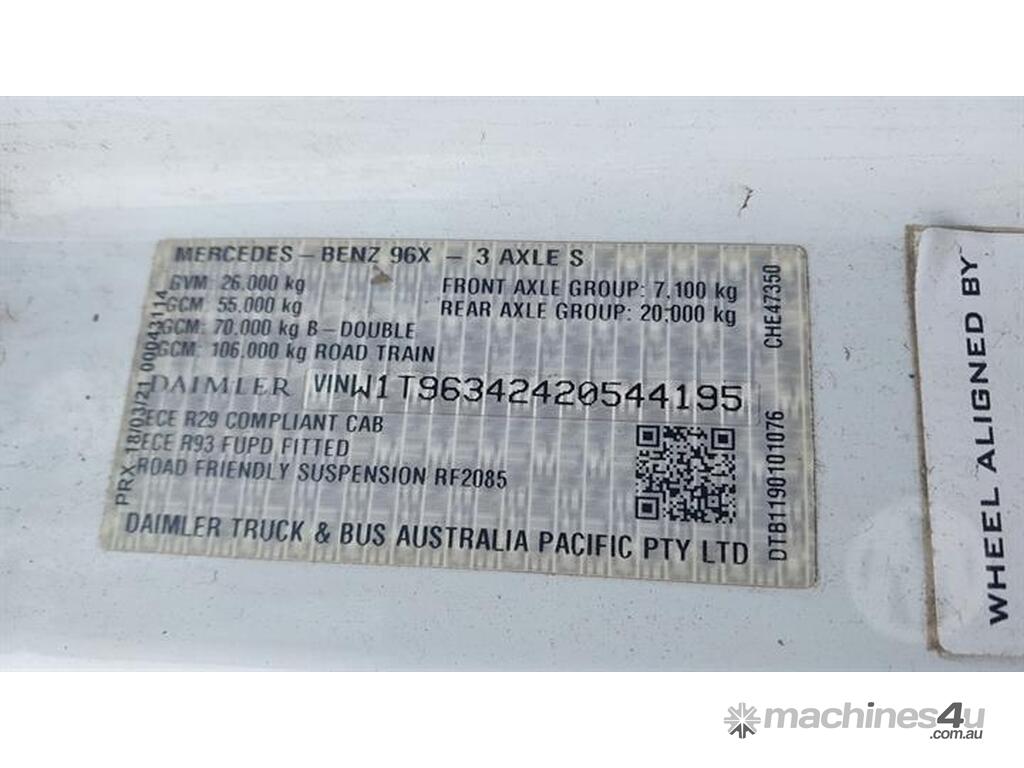 MERCEDES - BENZ 96X - 3 AXLE S
GVM: 26.000 kg
GCM: 55.000 kg
GCM: 70.000 kg B-DOUBLE
GCM: 106.000 kg ROAD TRAIN
FRONT AXLE GROUP: 7.100 kg
REAR AXLE GROUP: 20.000 kg
DAIMLER VINW1T96342420544195
ECE R29 COMPLIANT CAB
ECE R93 FUPD FITTED
ROAD FRIENDLY SUSPENSION RF2085
DAIMLER TRUCK & BUS AUSTRALIA PACIFIC PTY LTD
PRX 18/03/21 00043114
CHE47350
DTB1190101076
WHEEL ALIGNED BY
machines4u
.com.au